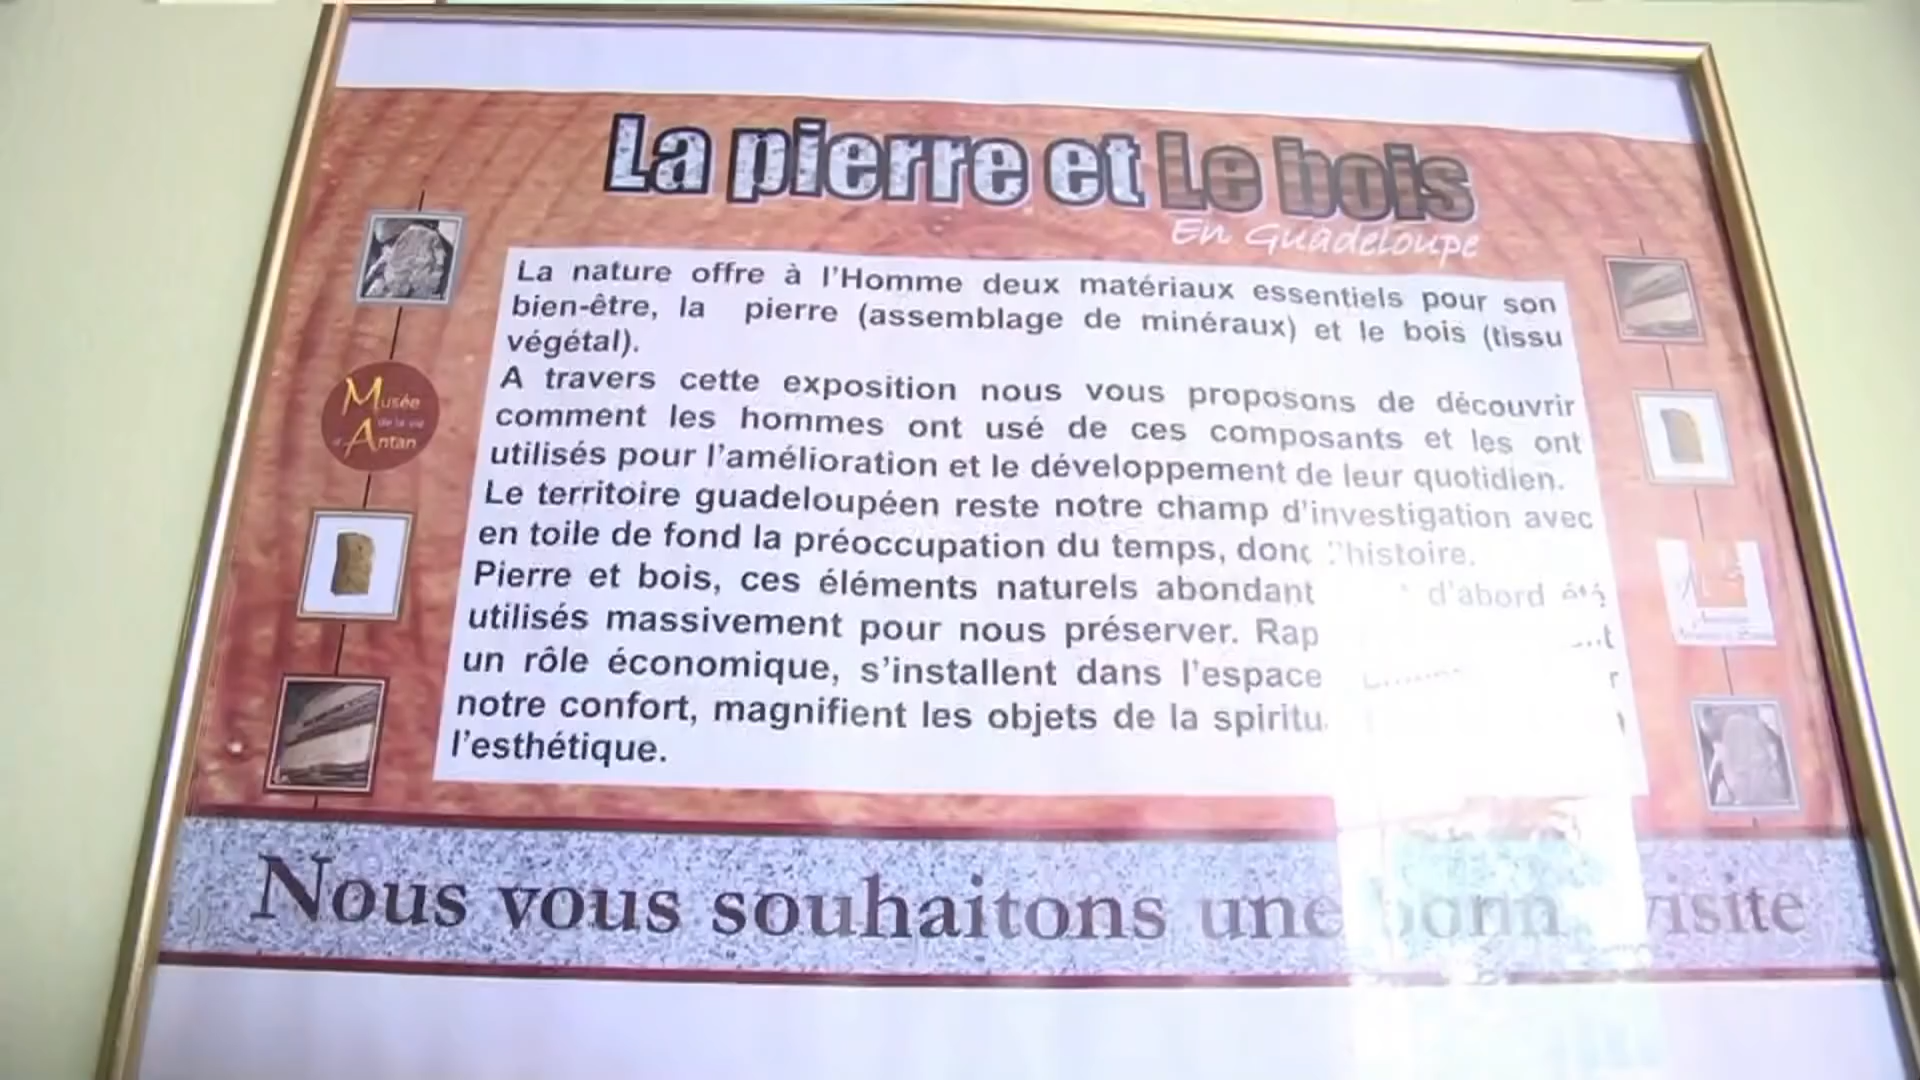 La pierre et Le bois
En Guadeloupe
La nature offre à l'Homme deux matériaux essentiels pour son
bien-être, la pierre (assemblage de minéraux) et le bois (tissu
végétal).
A travers cette exposition nous vous proposons de découvrir
comment les hommes ont usé de ces composants et les ont
utilisés pour l'amélioration et le développement de leur quotidien.
Le territoire guadeloupéen reste notre champ d'investigation avec
en toile de fond la préoccupation du temps, donc l'histoire.
Pierre et bois, ces éléments naturels abondant d'abord été
utilisés massivement pour nous préserver.
un rôle économique, s'installent dans l'espace
notre confort, magnifient les objets de la
l'esthétique.
Musée
de la vie
d'Antan
Nous vous souhaitons une visite